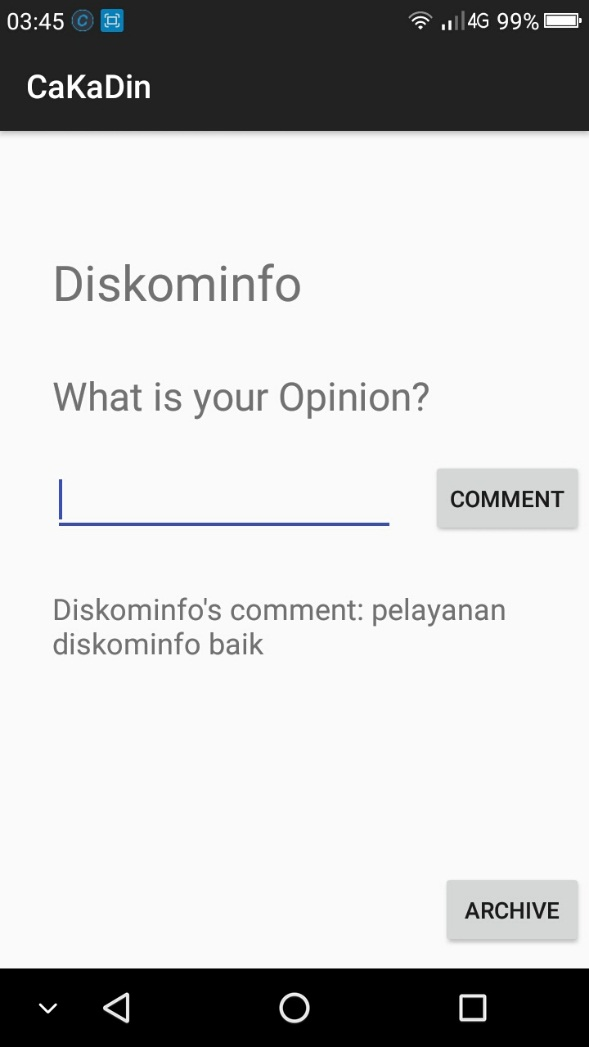 03:45 C 4G 99%
CaKaDin
Diskominfo
What is your Opinion?
COMMENT
Diskominfo's comment: pelayanan
diskominfo baik
ARCHIVE